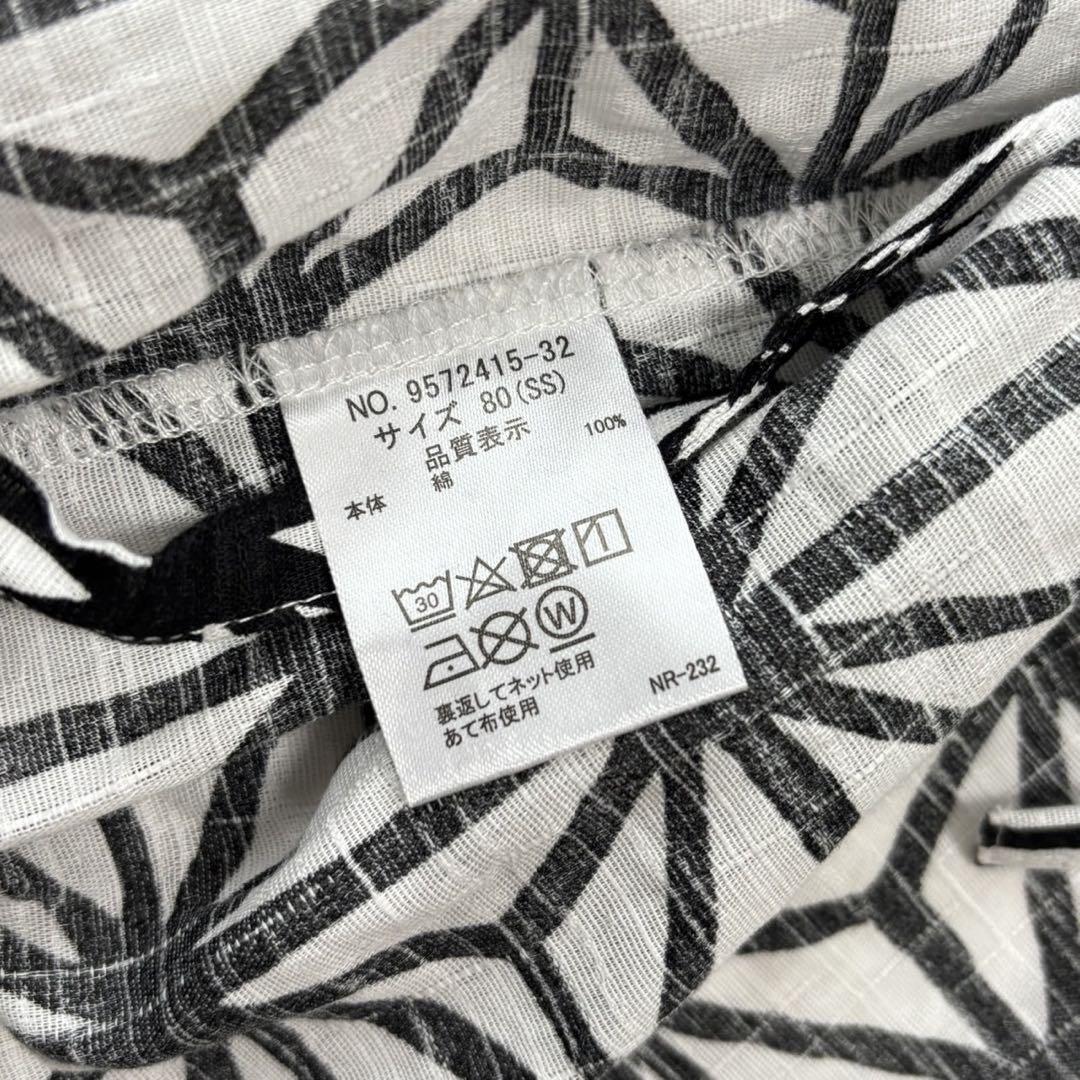 NO. 9572415-32
サイズ 80(SS)
品質表示
本体 綿 100%
30
W
裏返してネット使用
あて布使用
NR-232